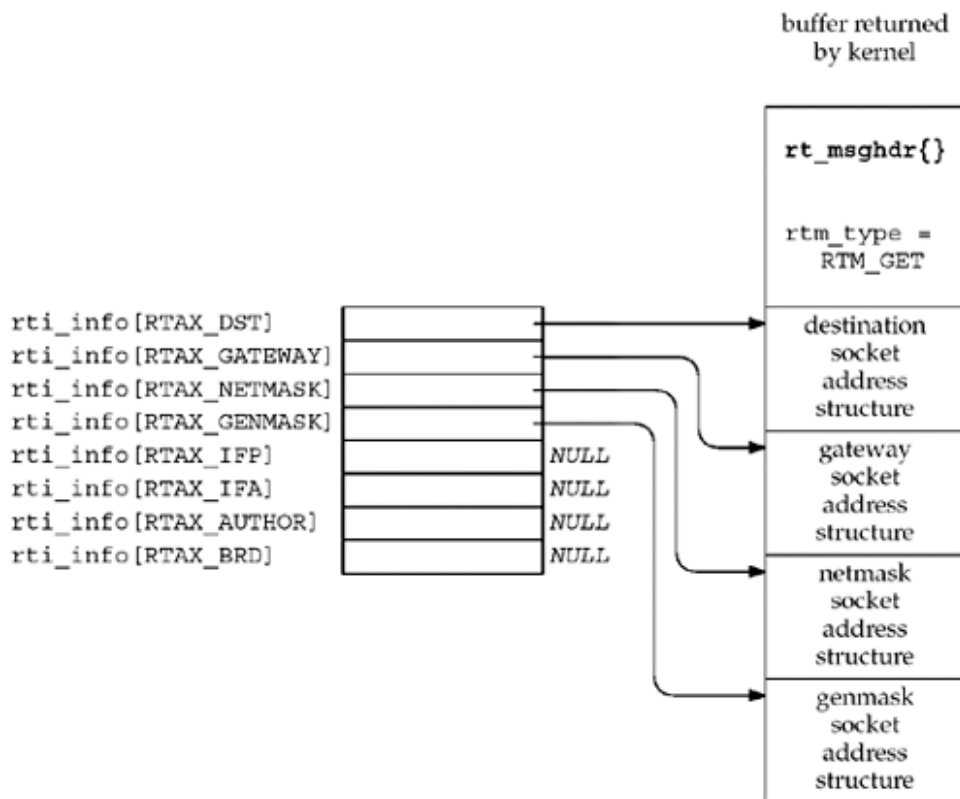 buffer returned
by kernel
rt_msghdr{}
rtm_type =
RTM_GET
rti_info[RTAX_DST]
rti_info[RTAX_GATEWAY]
rti_info[RTAX_NETMASK]
rti_info[RTAX_GENMASK]
rti_info[RTAX_IFP]
NULL
rti_info[RTAX_IFA]
NULL
rti_info[RTAX_AUTHOR]
NULL
rti_info[RTAX_BRD]
NULL
destination
socket
address
structure
gateway
socket
address
structure
netmask
socket
address
structure
genmask
socket
address
structure